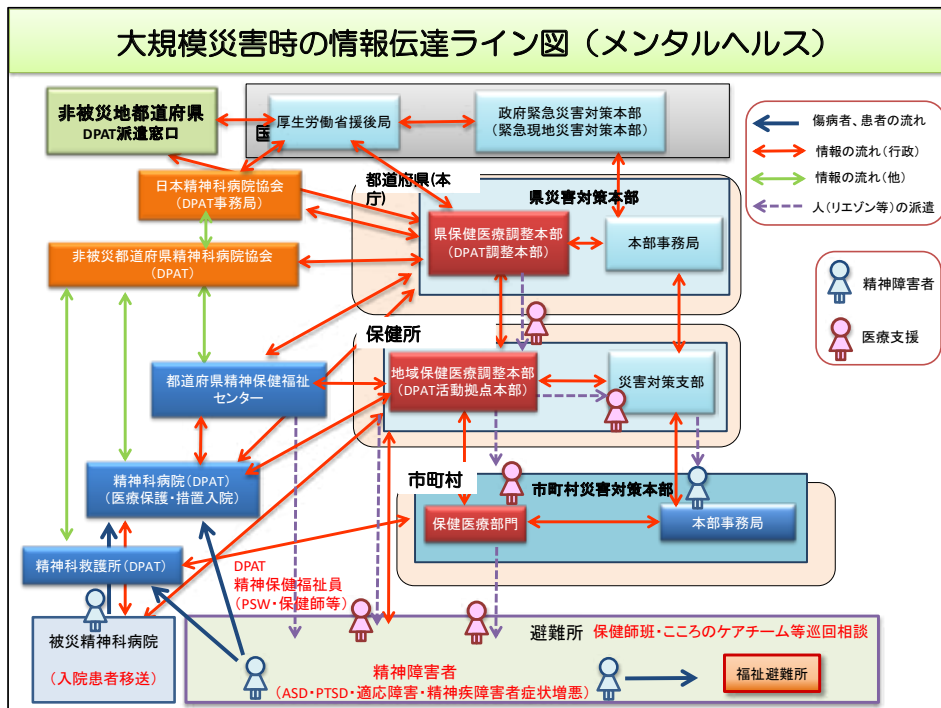 大規模災害時の情報伝達ライン図（メンタルヘルス）
非被災地都道府県
DPAT派遣窓口
国
厚生労働省援後局
政府緊急災害対策本部
（緊急現地災害対策本部）
傷病者、患者の流れ
情報の流れ（行政）
情報の流れ（他）
人（リエゾン等）の派遣
日本精神科病院協会
（DPAT事務局）
都道府県(本
庁)
県災害対策本部
県保健医療調整本部
（DPAT調整本部）
本部事務局
非被災都道府県精神科病院協会
（DPAT）
精神障害者
医療支援
保健所
地域保健医療調整本部
（DPAT活動拠点本部）
災害対策支部
都道府県精神保健福祉
センター
精神科病院（DPAT）
（医療保護・措置入院）
市町村
市町村災害対策本部
保健医療部門
本部事務局
精神科救護所（DPAT）
DPAT
精神保健福祉員
（PSW・保健師等）
被災精神科病院
（入院患者移送）
避難所
保健師班・こころのケアチーム等巡回相談
精神障害者
（ASD・PTSD・適応障害・精神疾障害者症状増悪）
福祉避難所